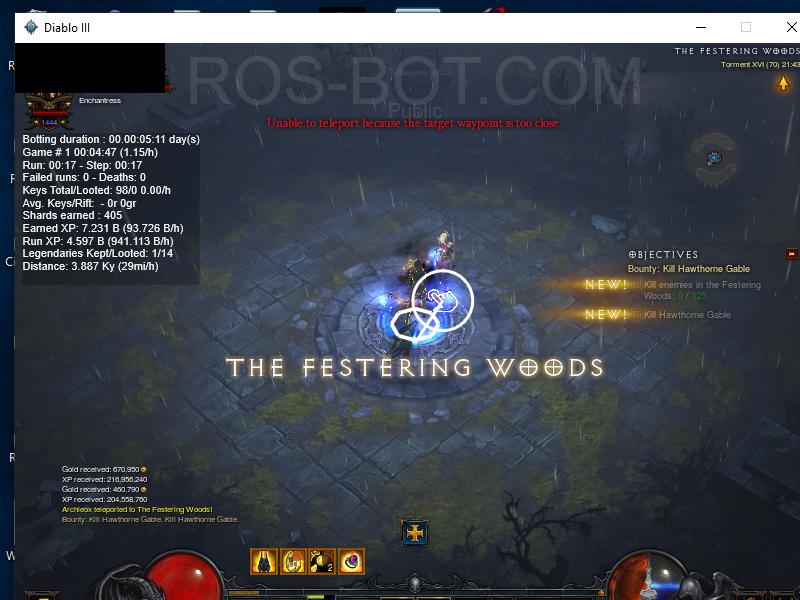 Diablo III
ROS-BOT.COM
Public
THE FESTERING WOODS
Torment XVI (70) 21:43
Enchantress
1444
Unable to teleport because the target waypoint is too close.
Botting duration : 00.00:05:11 day(s)
Game # 1 00:04:47 (1.15/h)
Run: 00:17 - Step: 00:17
Failed runs: 0 - Deaths: 0
Keys Total/Looted: 98/0 0.00/h
Avg. Keys/Rift:  - 0r 0gr
Shards earned : 405
Earned XP: 7.231 B (93.726 B/h)
Run XP: 4.597 B (941.113 B/h)
Legendaries Kept/Looted: 1/14
Distance: 3.887 Ky (29mi/h)
OBJECTIVES
Bounty: Kill Hawthorne Gable
NEW! Kill enemies in the Festering
Woods: 0 / 125
NEW! Kill Hawthorne Gable
THE FESTERING WOODS
Gold received: 670,950
XP received: 216,956,240
Gold received: 460,790
XP received: 204,558,760
Archleox teleported to The Festering Woods!
Bounty: Kill Hawthorne Gable. Kill Hawthorne Gable.
2